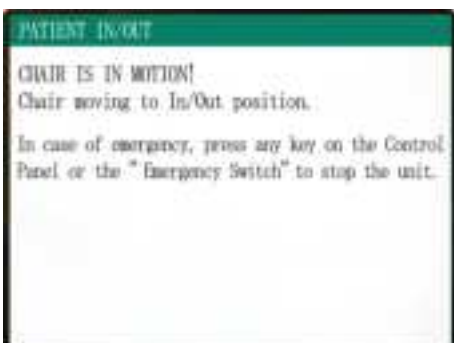 PATIENT IN/OUT
CHAIR IS IN MOTION!
Chair moving to In/Out position.
In case of emergency, press any key on the Control
Panel or the "Emergency Switch" to stop the unit.